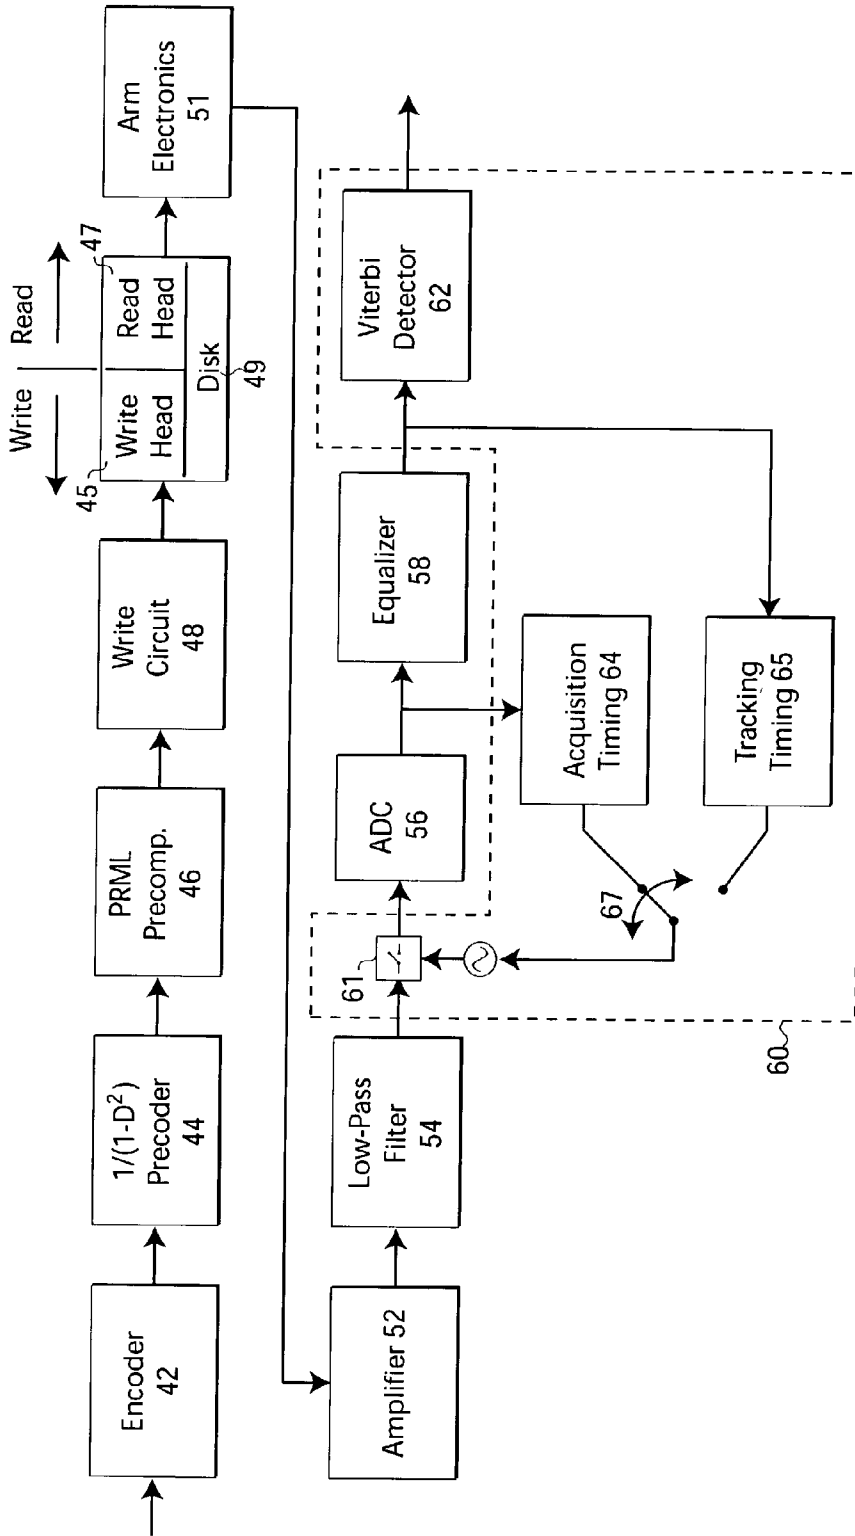 Write
Read
Encoder
42
1/(1-D²)
Precoder
44
PRML
Precomp.
46
Write
Circuit
48
45
Write
Head
47
Read
Head
Disk
49
Arm
Electronics
51
Amplifier 52
Low-Pass
Filter
54
61
ADC
56
Equalizer
58
Viterbi
Detector
62
Acquisition
Timing 64
Tracking
Timing 65
67
60